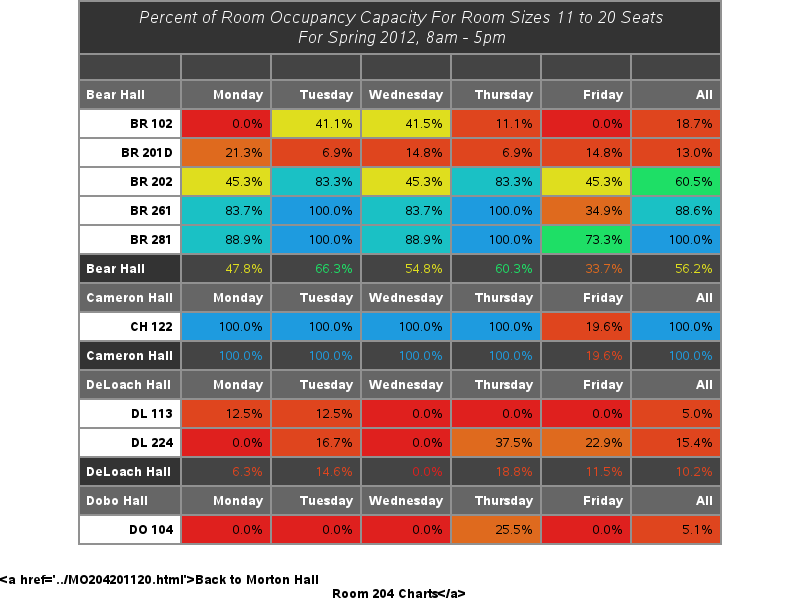 Percent of Room Occupancy Capacity For Room Sizes 11 to 20 Seats
For Spring 2012, 8am - 5pm
Bear Hall Monday Tuesday Wednesday Thursday Friday All
BR 102 0.0% 41.1% 41.5% 11.1% 0.0% 18.7%
BR 201D 21.3% 6.9% 14.8% 6.9% 14.8% 13.0%
BR 202 45.3% 83.3% 45.3% 83.3% 45.3% 60.5%
BR 261 83.7% 100.0% 83.7% 100.0% 34.9% 88.6%
BR 281 88.9% 100.0% 88.9% 100.0% 73.3% 100.0%
Bear Hall 47.8% 66.3% 54.8% 60.3% 33.7% 56.2%
Cameron Hall Monday Tuesday Wednesday Thursday Friday All
CH 122 100.0% 100.0% 100.0% 100.0% 19.6% 100.0%
Cameron Hall 100.0% 100.0% 100.0% 100.0% 19.6% 100.0%
DeLoach Hall Monday Tuesday Wednesday Thursday Friday All
DL 113 12.5% 12.5% 0.0% 0.0% 0.0% 5.0%
DL 224 0.0% 16.7% 0.0% 37.5% 22.9% 15.4%
DeLoach Hall 6.3% 14.6% 0.0% 18.8% 11.5% 10.2%
Dobo Hall Monday Tuesday Wednesday Thursday Friday All
DO 104 0.0% 0.0% 0.0% 25.5% 0.0% 5.1%
<a href='../MO204201120.html'>Back to Morton Hall
Room 204 Charts</a>